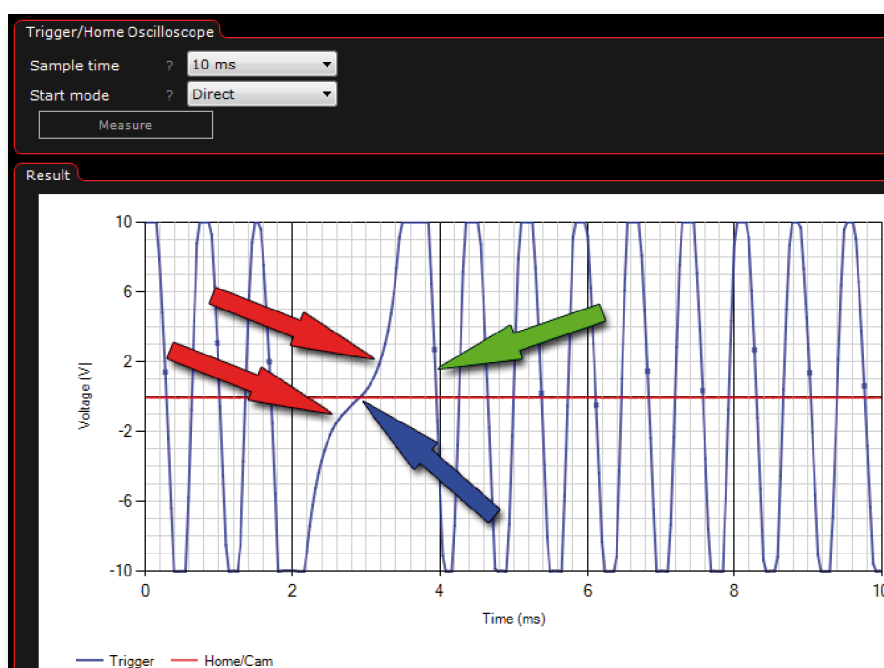 Trigger/Home Oscilloscope
Sample time ? 10 ms
Start mode ? Direct
Measure
Result
10
6
2
-2
-6
-10
Voltage (V|
0 2 4 6 8 10
Time (ms)
Trigger Home/Cam